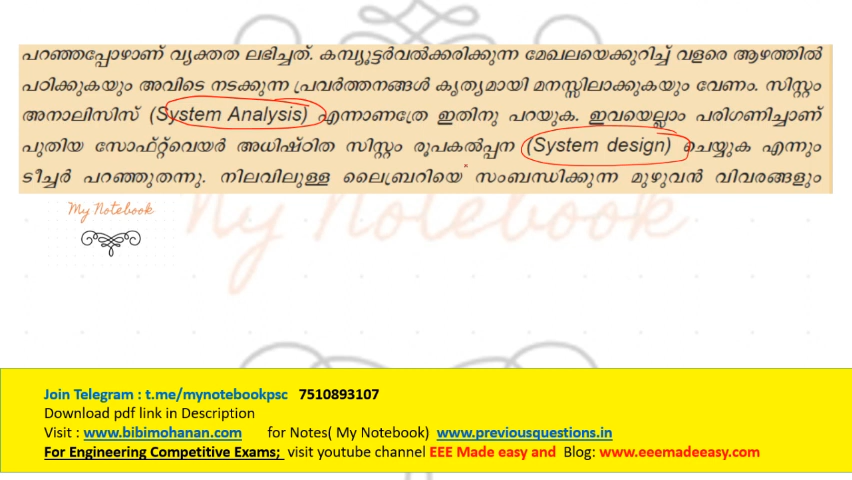 പറഞ്ഞപ്പോഴാണ് വ്യക്തത ലഭിച്ചത്. കമ്പ്യൂട്ടർവൽക്കരിക്കുന്ന മേഖലയെക്കുറിച്ച് വളരെ ആഴത്തിൽ
പഠിക്കുകയും അവിടെ നടക്കുന്ന പ്രവർത്തനങ്ങൾ കൃത്യമായി മനസ്സിലാക്കുകയും വേണം. സിസ്റ്റം
അനാലിസിസ് (System Analysis) എന്നാണത്രേ ഇതിനു പറയുക. ഇവയെല്ലാം പരിഗണിച്ചാണ്
പുതിയ സോഫ്റ്റ്‌വെയർ അധിഷ്ഠിത സിസ്റ്റം രൂപകൽപ്പന (System design) ചെയ്യുക എന്നും
ടീച്ചർ പറഞ്ഞുതന്നു. നിലവിലുള്ള ലൈബ്രറിയെ സംബന്ധിക്കുന്ന മുഴുവൻ വിവരങ്ങളും
My Notebook
My Notebook
Join Telegram : t.me/mynotebookpsc 7510893107
Download pdf link in Description
Visit : www.bibimohanan.com for Notes( My Notebook) www.previousquestions.in
For Engineering Competitive Exams; visit youtube channel EEE Made easy and Blog: www.eeemadeeasy.com